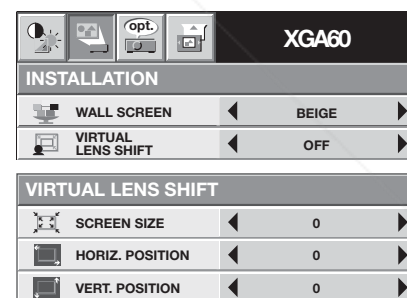 opt.
XGA60
INSTALLATION
WALL SCREEN BEIGE
VIRTUAL
LENS SHIFT OFF
VIRTUAL LENS SHIFT
SCREEN SIZE 0
HORIZ. POSITION 0
VERT. POSITION 0